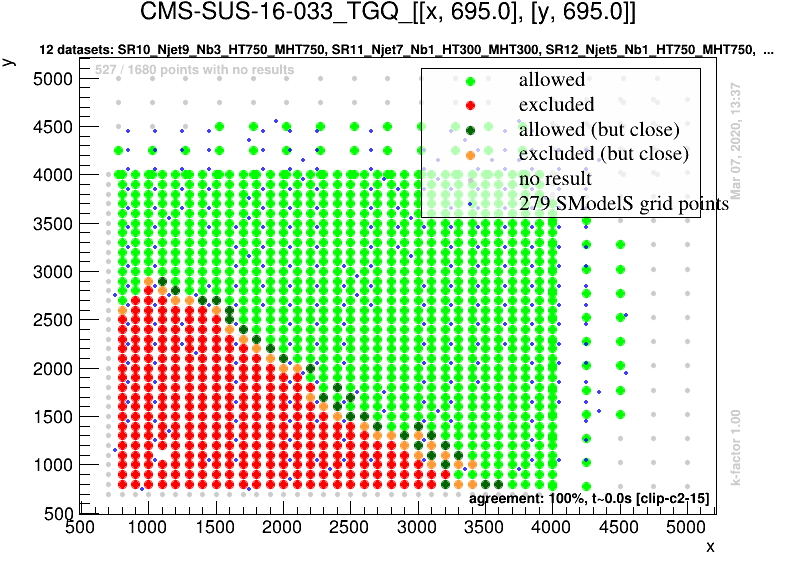 CMS-SUS-16-033_TGQ_[[x, 695.0], [y, 695.0]]
12 datasets: SR10_Njet9_Nb3_HT750_MHT750, SR11_Njet7_Nb1_HT300_MHT300, SR12_Njet5_Nb1_HT750_MHT750, ...
y
527 / 1680 points with no results
allowed
excluded
allowed (but close)
excluded (but close)
no result
279 SModelS grid points
Mar 07, 2020, 13:37
k-factor 1.00
5000
4500
4000
3500
3000
2500
2000
1500
1000
500
agreement: 100%, t~0.0s [clip-c2-15]
500 1000 1500 2000 2500 3000 3500 4000 4500 5000
x